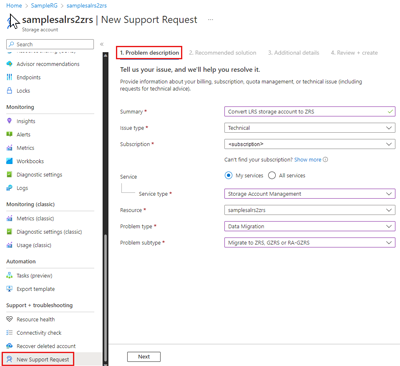 Home > SampleRG > samplesalrs2zrs
samplesalrs2zrs | New Support Request ...
Storage account
Search
Advisor recommendations
Endpoints
Locks
Monitoring
Insights
Alerts
Metrics
Workbooks
Diagnostic settings
Logs
Monitoring (classic)
Metrics (classic)
Diagnostic settings (classic)
Usage (classic)
Automation
Tasks (preview)
Export template
Support + troubleshooting
Resource health
Connectivity check
Recover deleted account
New Support Request
1. Problem description 2. Recommended solution 3. Additional details 4. Review + create
Tell us your issue, and we'll help you resolve it.
Provide information about your billing, subscription, quota management, or technical issue (including
requests for technical advice).
Summary * Convert LRS storage account to ZRS
Issue type * Technical
Subscription * <subscription>
Can't find your subscription? Show more
Service My services All services
Service type * Storage Account Management
Resource * samplesalrs2zrs
Problem type * Data Migration
Problem subtype * Migrate to ZRS, GZRS or RA-GZRS
Next